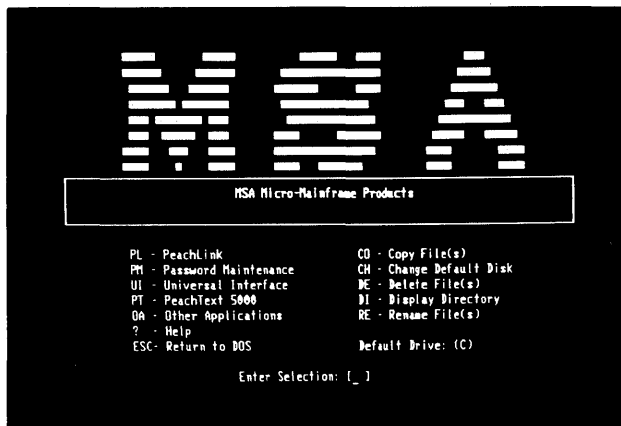 MSA
MSA Micro-Mainframe Products
PL - PeachLink
PM - Password Maintenance
UI - Universal Interface
PT - PeachText 5000
OA - Other Applications
? - Help
ESC- Return to DOS
CO - Copy File(s)
CH - Change Default Disk
DE - Delete File(s)
DI - Display Directory
RE - Rename File(s)
Default Drive: (C)
Enter Selection: [_ ]